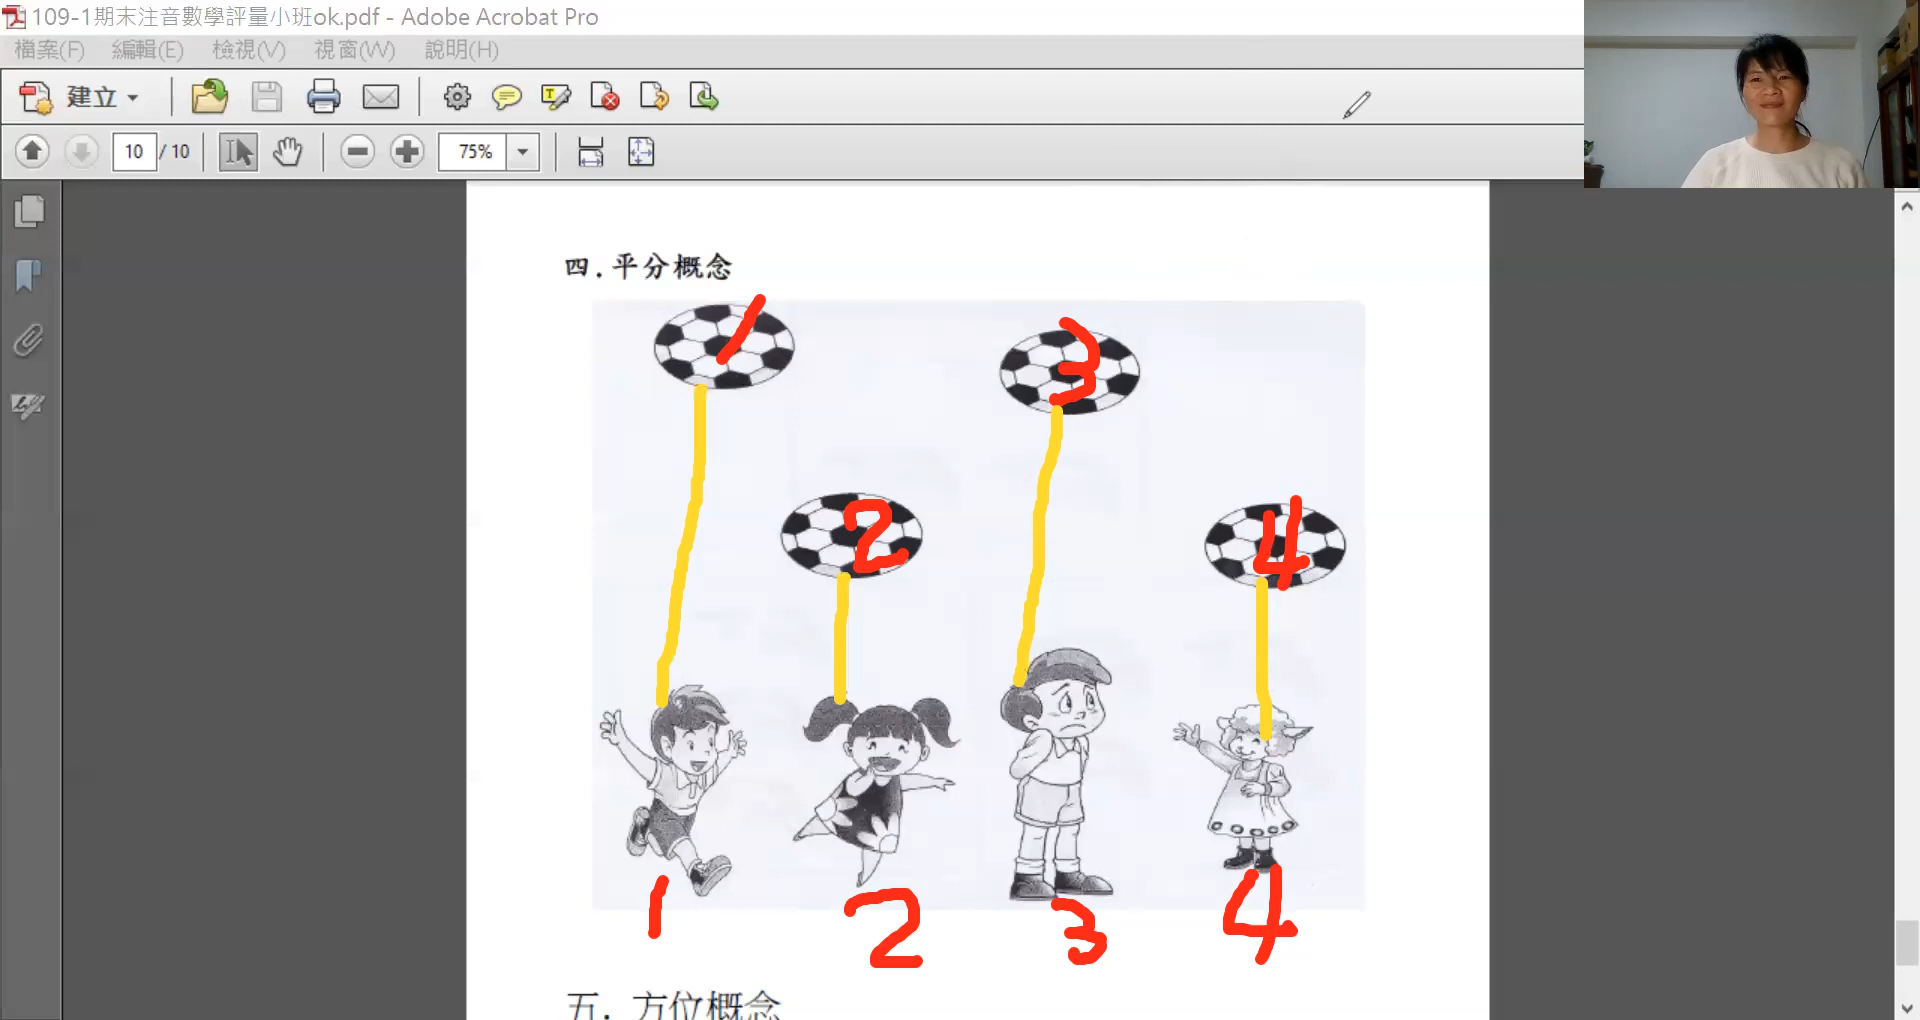 109-1期末注音數學評量小班ok.pdf - Adobe Acrobat Pro
檔案(F) 編輯(E) 檢視(V) 視窗(W) 說明(H)
建立
10 / 10 75%
四.平分概念
1
3
2
4
1 2 3 4
五. 方位概念